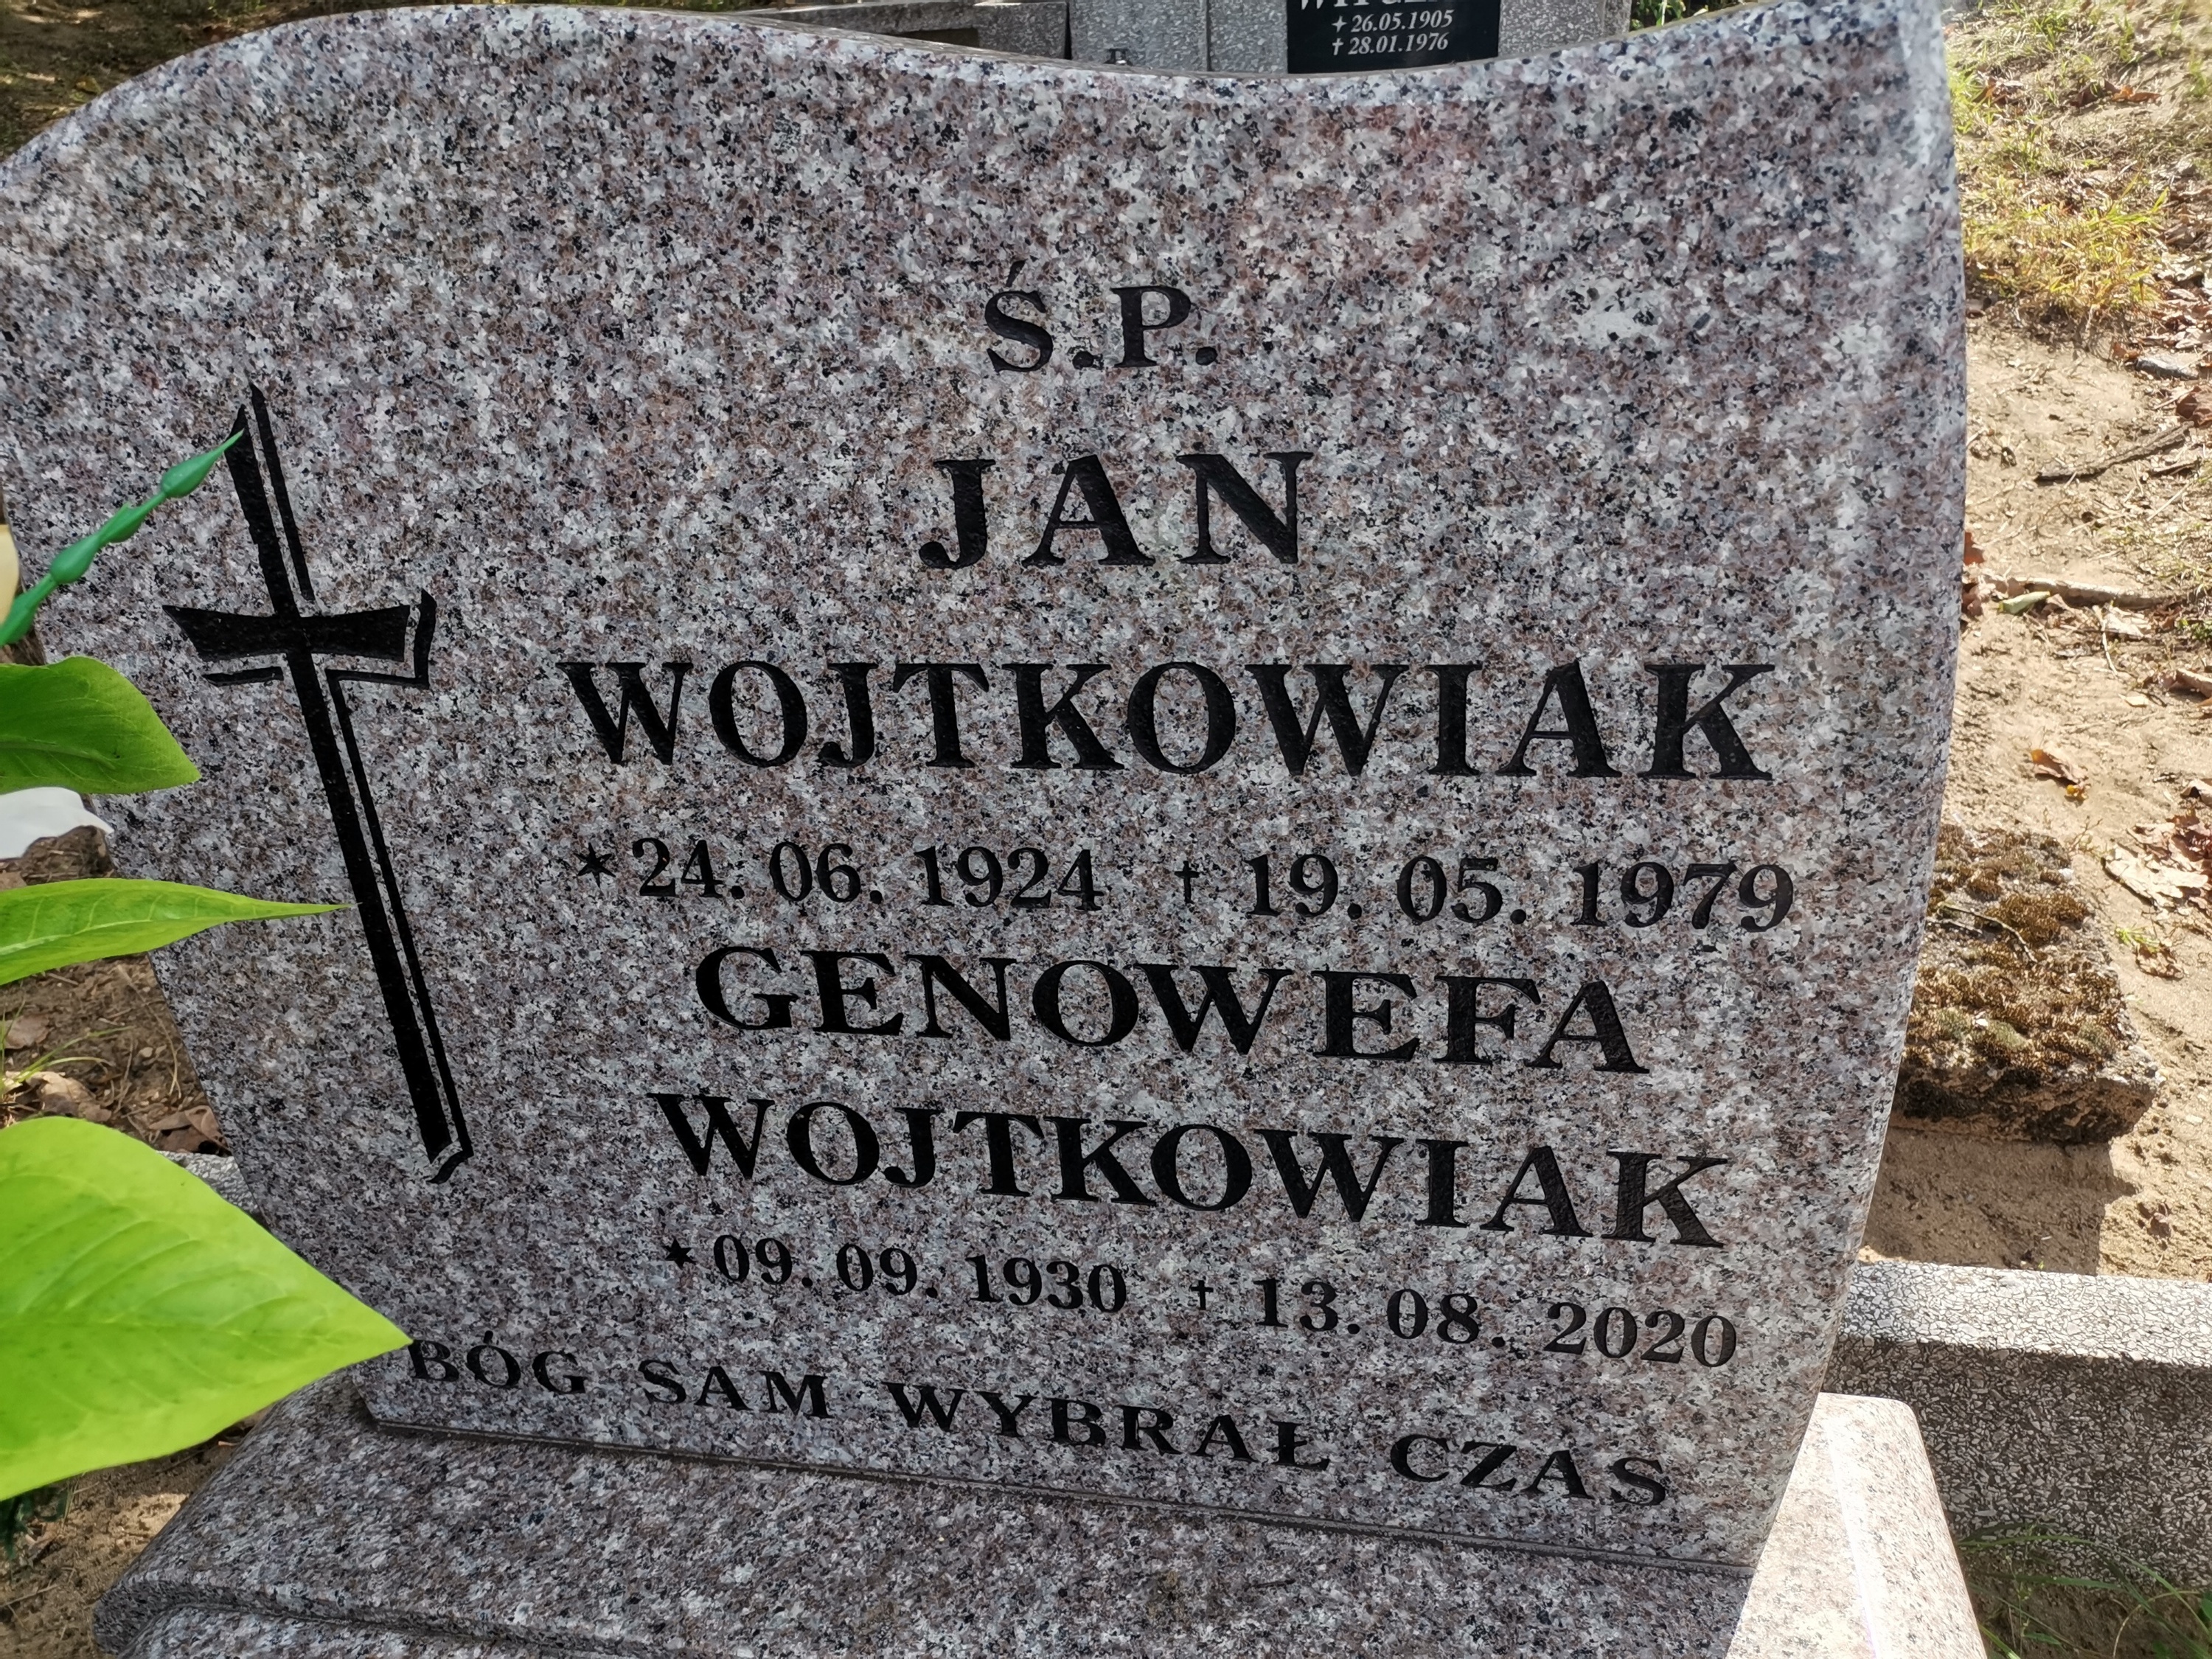 26.05.1905
† 28.01.1976
Ś.P.
JAN
WOJTKOWIAK
* 24. 06. 1924 † 19. 05. 1979
GENOWEFA
WOJTKOWIAK
* 09. 09. 1930 † 13. 08. 2020
BÓG SAM WYBRAŁ CZAS